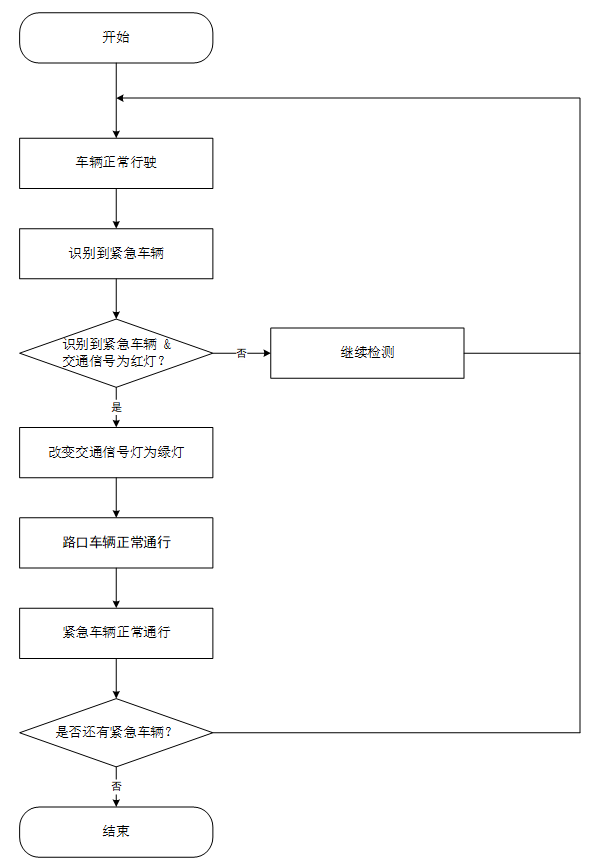 开始
车辆正常行驶
识别到紧急车辆
识别到紧急车辆 &
交通信号为红灯？
否
继续检测
是
改变交通信号灯为绿灯
路口车辆正常通行
紧急车辆正常通行
是否还有紧急车辆？
否
结束